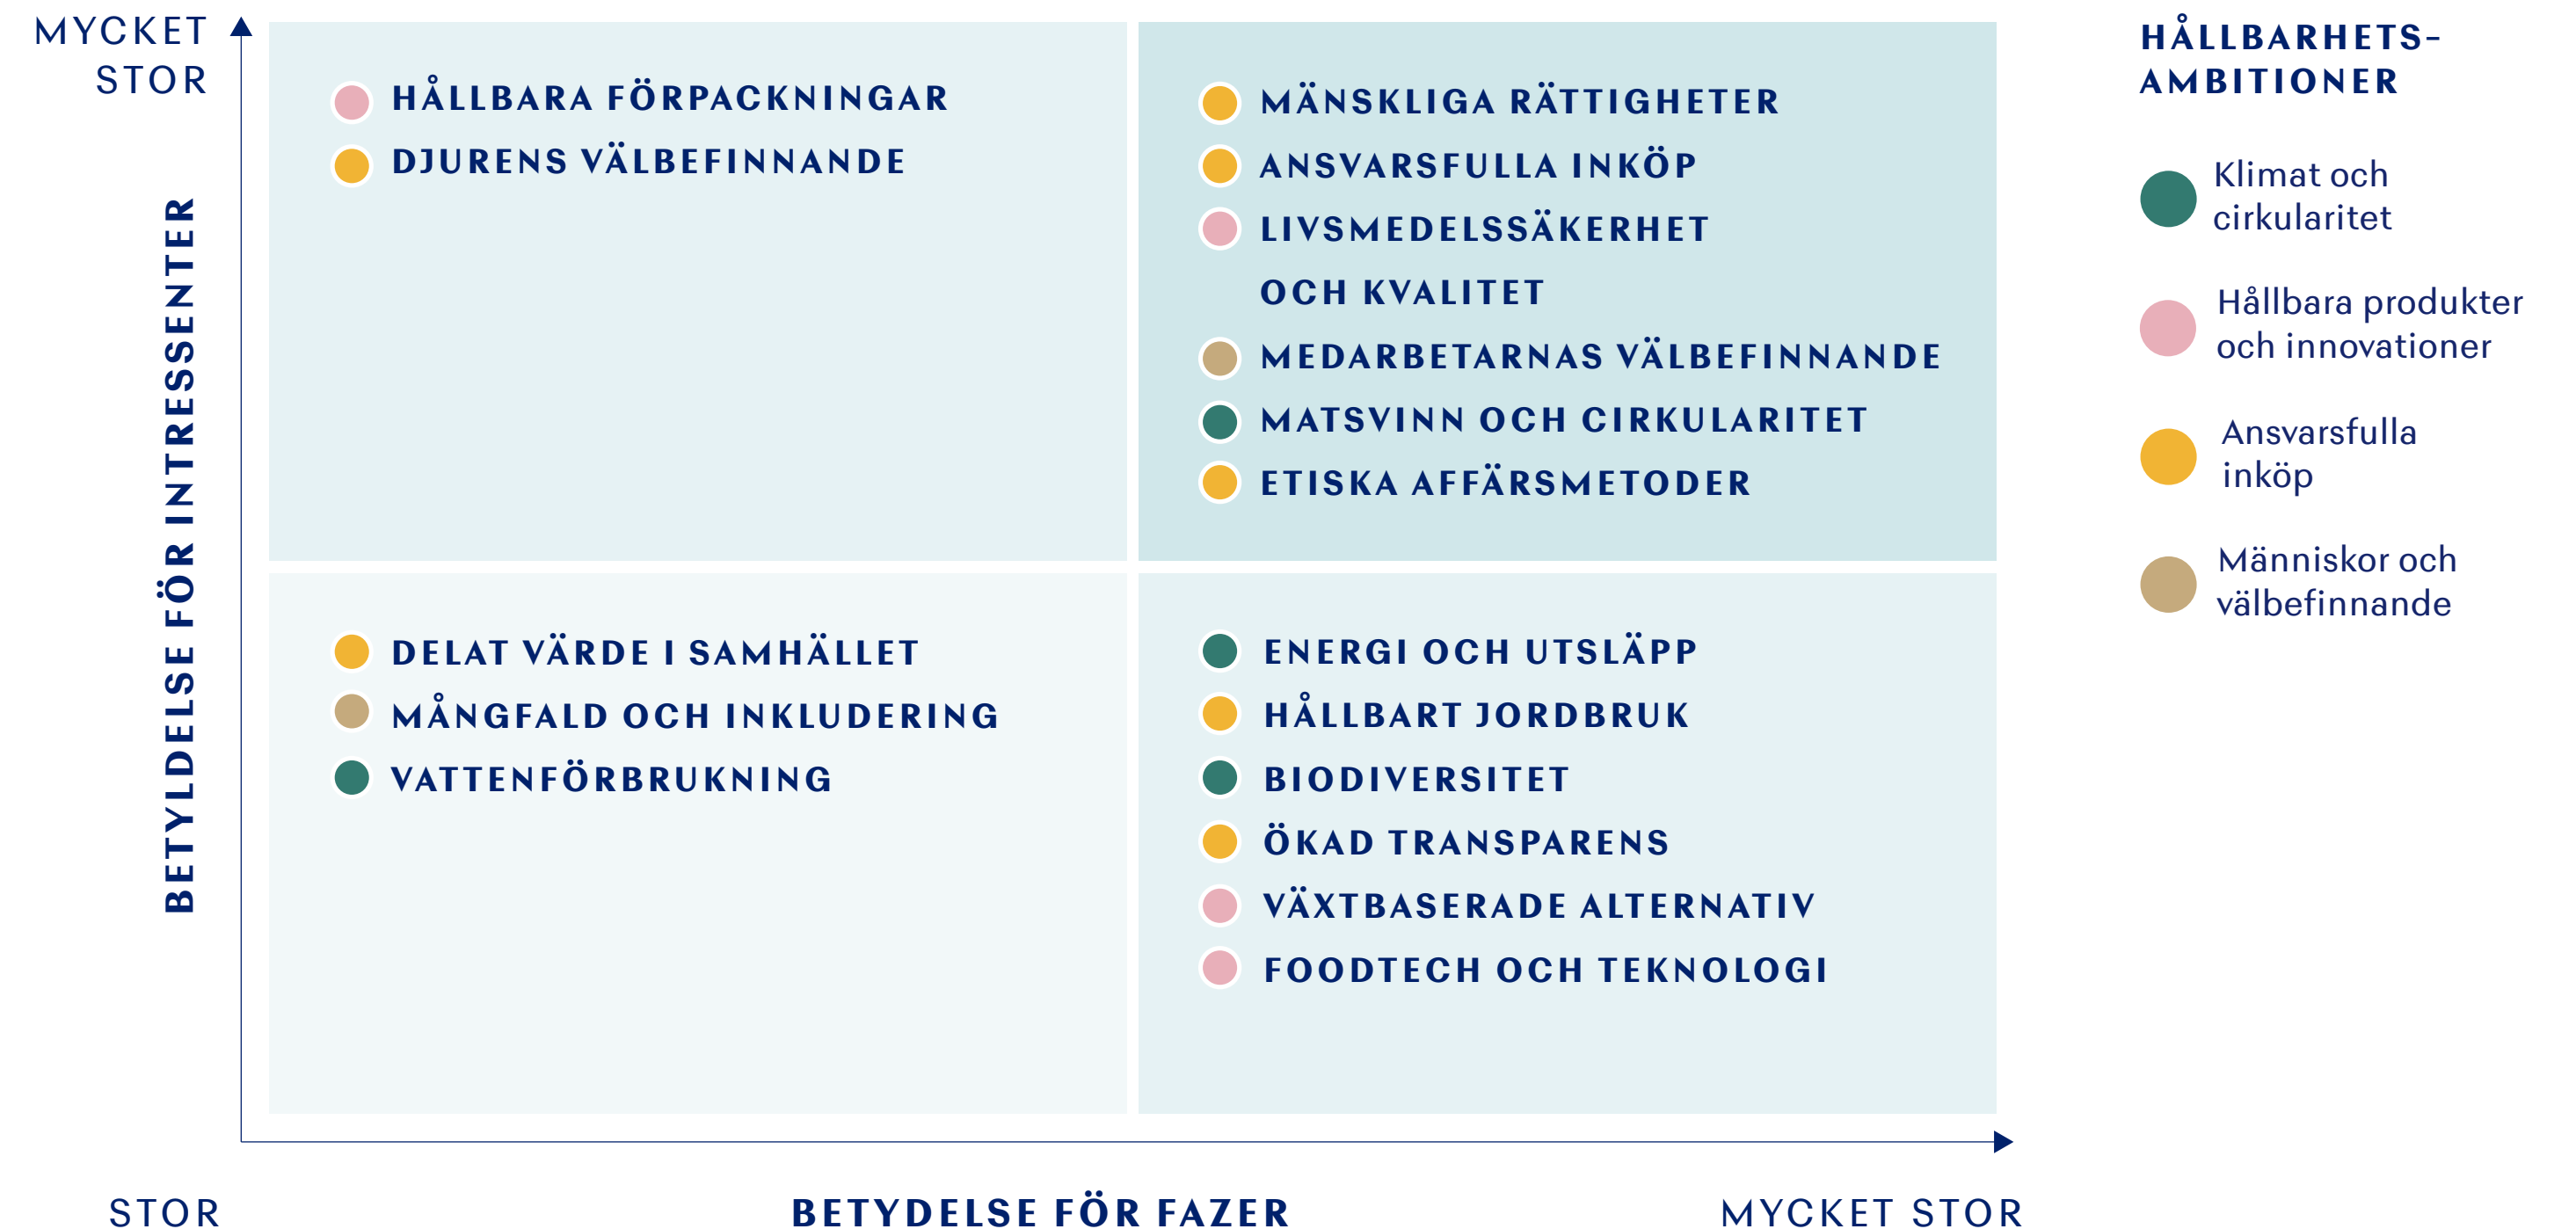 MYCKET
STOR
BETYLDELSE FÖR INTRESSENTER
HÅLLBARA FÖRPACKNINGAR
DJURENS VÄLBEFINNANDE
MÄNSKLIGA RÄTTIGHETER
ANSVARSFULLA INKÖP
LIVSMEDELSSÄKERHET
OCH KVALITET
MEDARBETARNAS VÄLBEFINNANDE
MATSVINN OCH CIRKULARITET
ETISKA AFFÄRSMETODER
DELAT VÄRDE I SAMHÄLLET
MÅNGFALD OCH INKLUDERING
VATTENFÖRBRUKNING
ENERGI OCH UTSLÄPP
HÅLLBART JORDBRUK
BIODIVERSITET
ÖKAD TRANSPARENS
VÄXTBASERADE ALTERNATIV
FOODTECH OCH TEKNOLOGI
STOR
BETYDELSE FÖR FAZER
MYCKET STOR
HÅLLBARHETS-
AMBITIONER
Klimat och
cirkularitet
Hållbara produkter
och innovationer
Ansvarsfulla
inköp
Människor och
välbefinnande